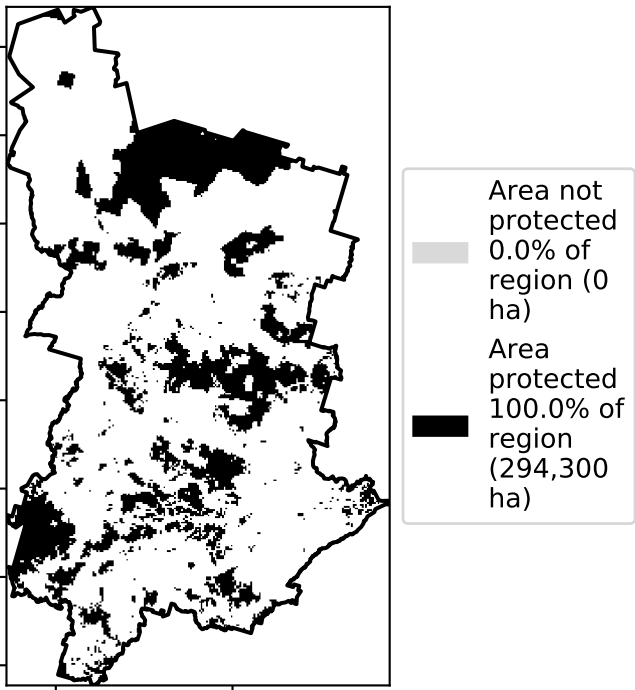 Area not
protected
0.0% of
region (0
ha)
Area
protected
100.0% of
region
(294,300
ha)